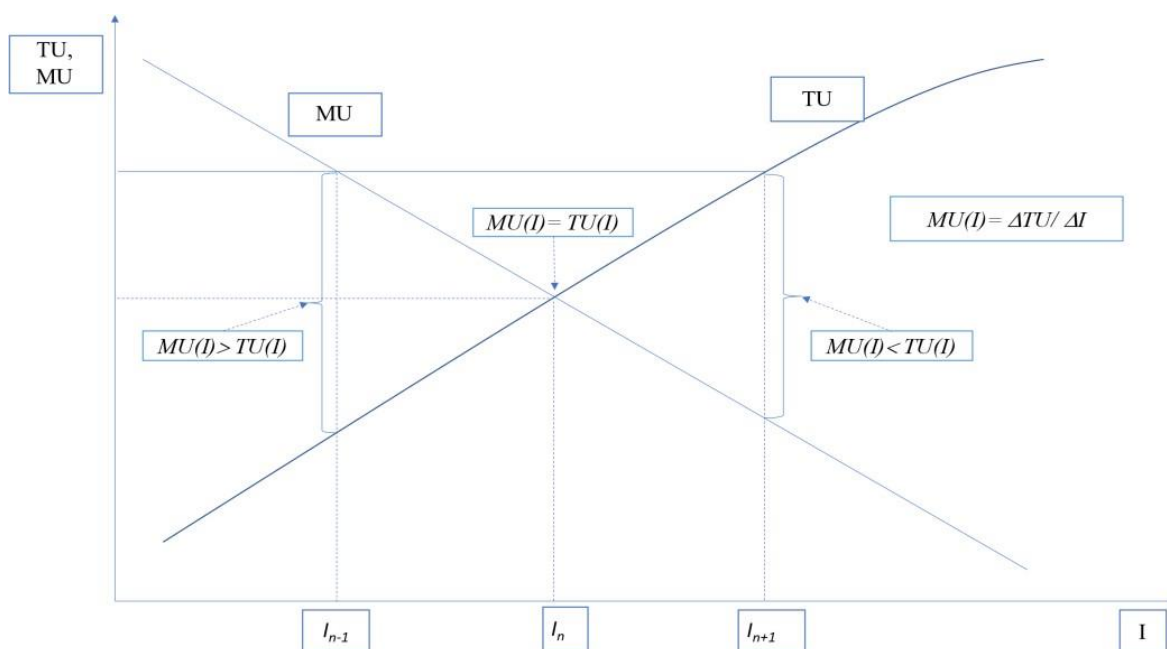 TU,
MU
MU
TU
MU(I)= TU(I)
MU(I)= ΔTU/ ΔI
MU(I)> TU(I)
MU(I)< TU(I)
Iₙ₋₁
Iₙ
Iₙ₊₁
I